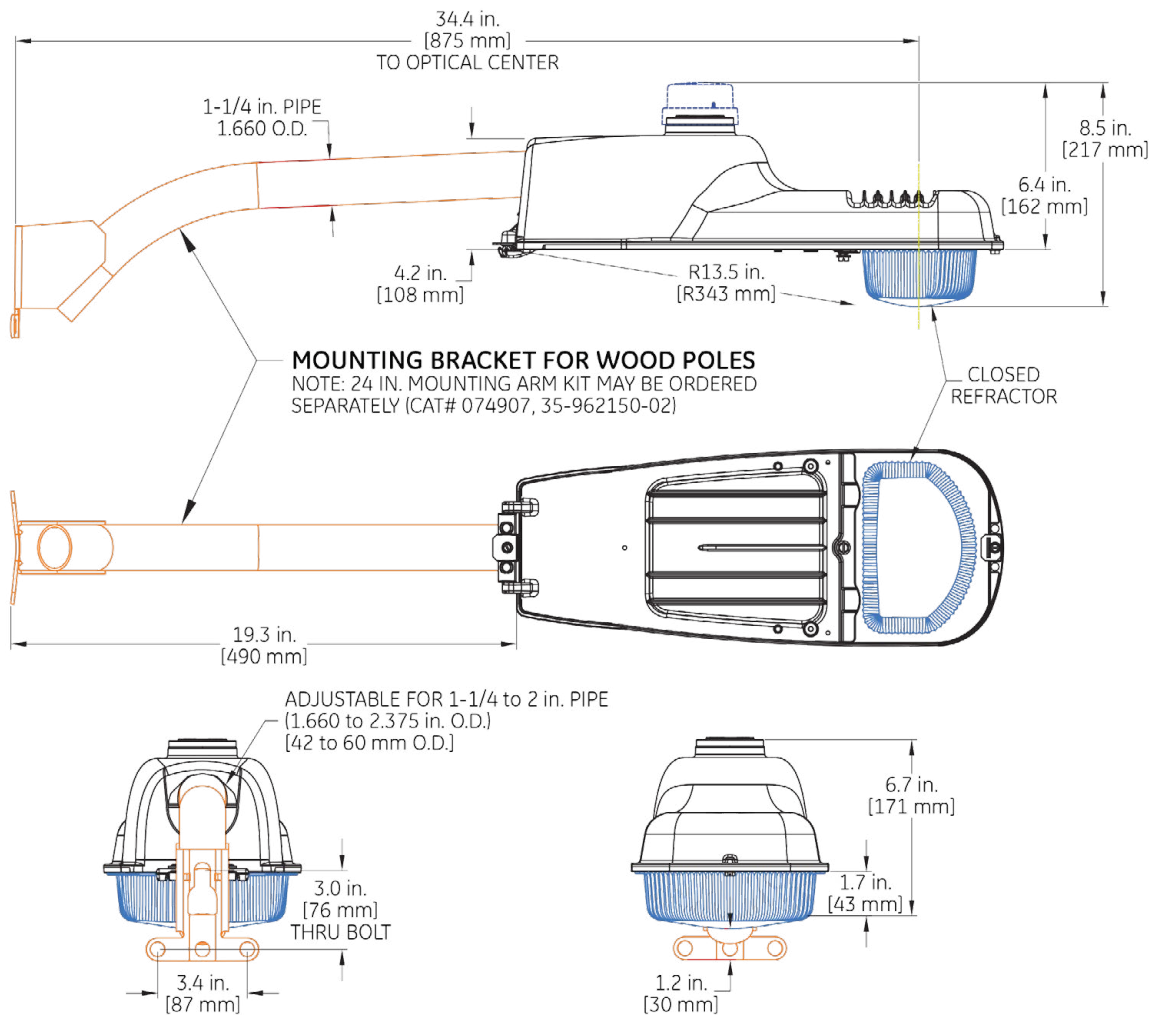 34.4 in.
[875 mm]
TO OPTICAL CENTER
1-1/4 in. PIPE
1.660 O.D.
8.5 in.
[217 mm]
6.4 in.
[162 mm]
4.2 in.
[108 mm]
R13.5 in.
[R343 mm]
MOUNTING BRACKET FOR WOOD POLES
NOTE: 24 IN. MOUNTING ARM KIT MAY BE ORDERED
SEPARATELY (CAT# 074907, 35-962150-02)
CLOSED
REFRACTOR
19.3 in.
[490 mm]
ADJUSTABLE FOR 1-1/4 to 2 in. PIPE
(1.660 to 2.375 in. O.D.)
[42 to 60 mm O.D.]
6.7 in.
[171 mm]
3.0 in.
[76 mm]
THRU BOLT
1.7 in.
[43 mm]
3.4 in.
[87 mm]
1.2 in.
[30 mm]